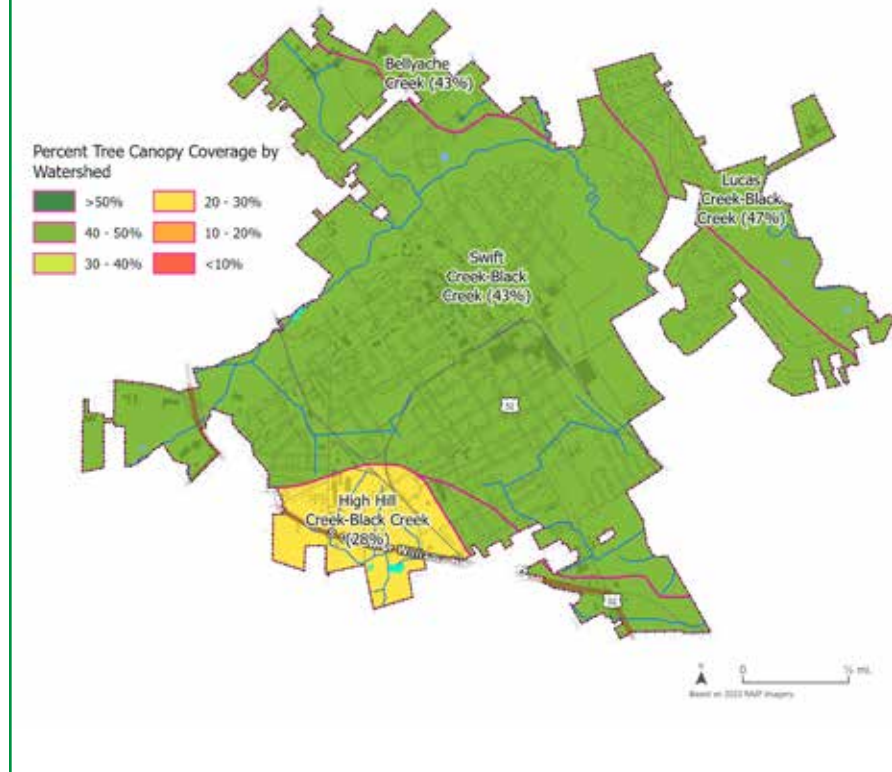 Bellyache
Creek (43%)
Percent Tree Canopy Coverage by
Watershed
>50%
20 - 30%
40 - 50%
10 - 20%
30 - 40%
<10%
Lucas
Creek-Black
Creek (47%)
Swift
Creek-Black
Creek (43%)
52
High Hill
Creek-Black Creek
(28%)
52
N
0
½ mi.